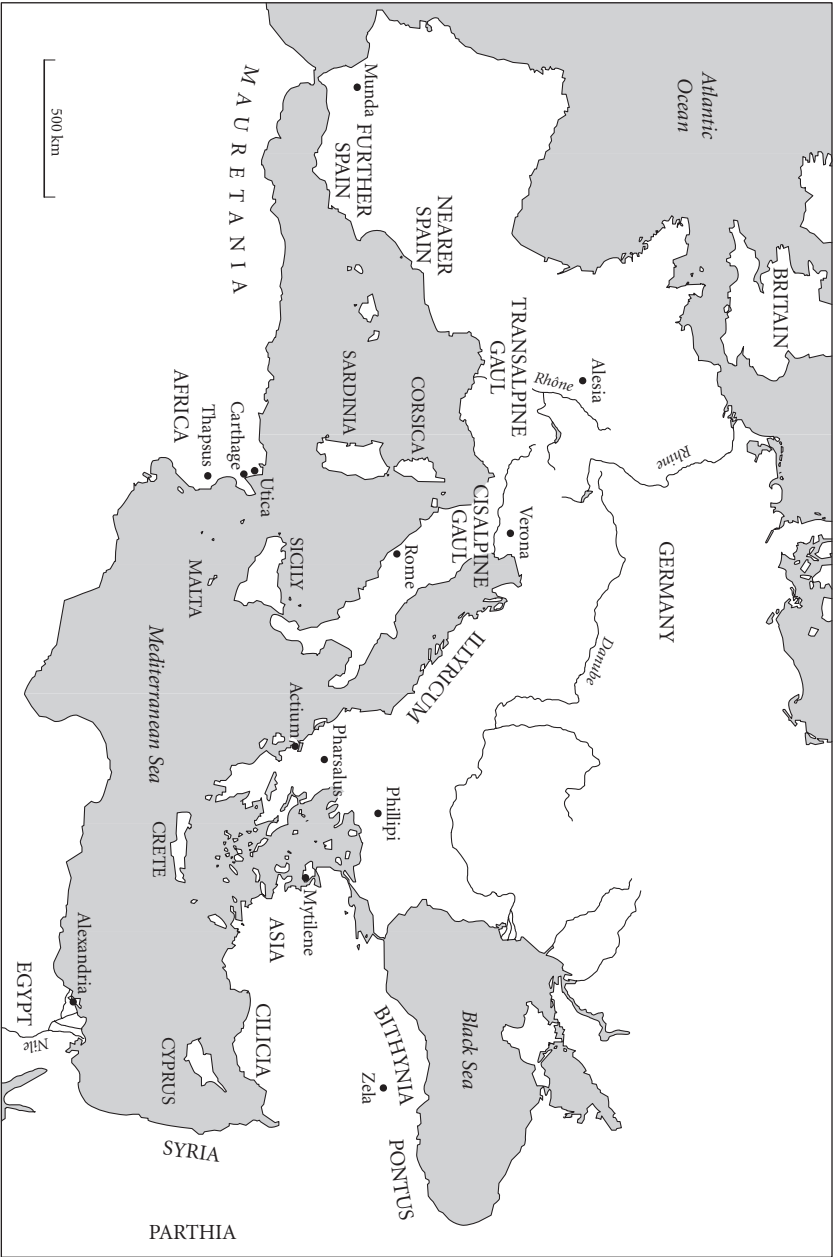 Atlantic
Ocean
BRITAIN
GERMANY
Rhine
Alesia
Rhône
TRANSALPINE
GAUL
Verona
CISALPINE
GAUL
Danube
ILLYRICUM
NEARER
SPAIN
FURTHER
SPAIN
Munda
CORSICA
SARDINIA
Rome
SICILY
MALTA
MAURETANIA
AFRICA
Utica
Carthage
Thapsus
Mediterranean Sea
Actium
Pharsalus
Phillipi
CRETE
Mytilene
ASIA
Black Sea
BITHYNIA
PONTUS
Zela
CILICIA
CYPRUS
SYRIA
PARTHIA
Alexandria
EGYPT
Nile
500 km